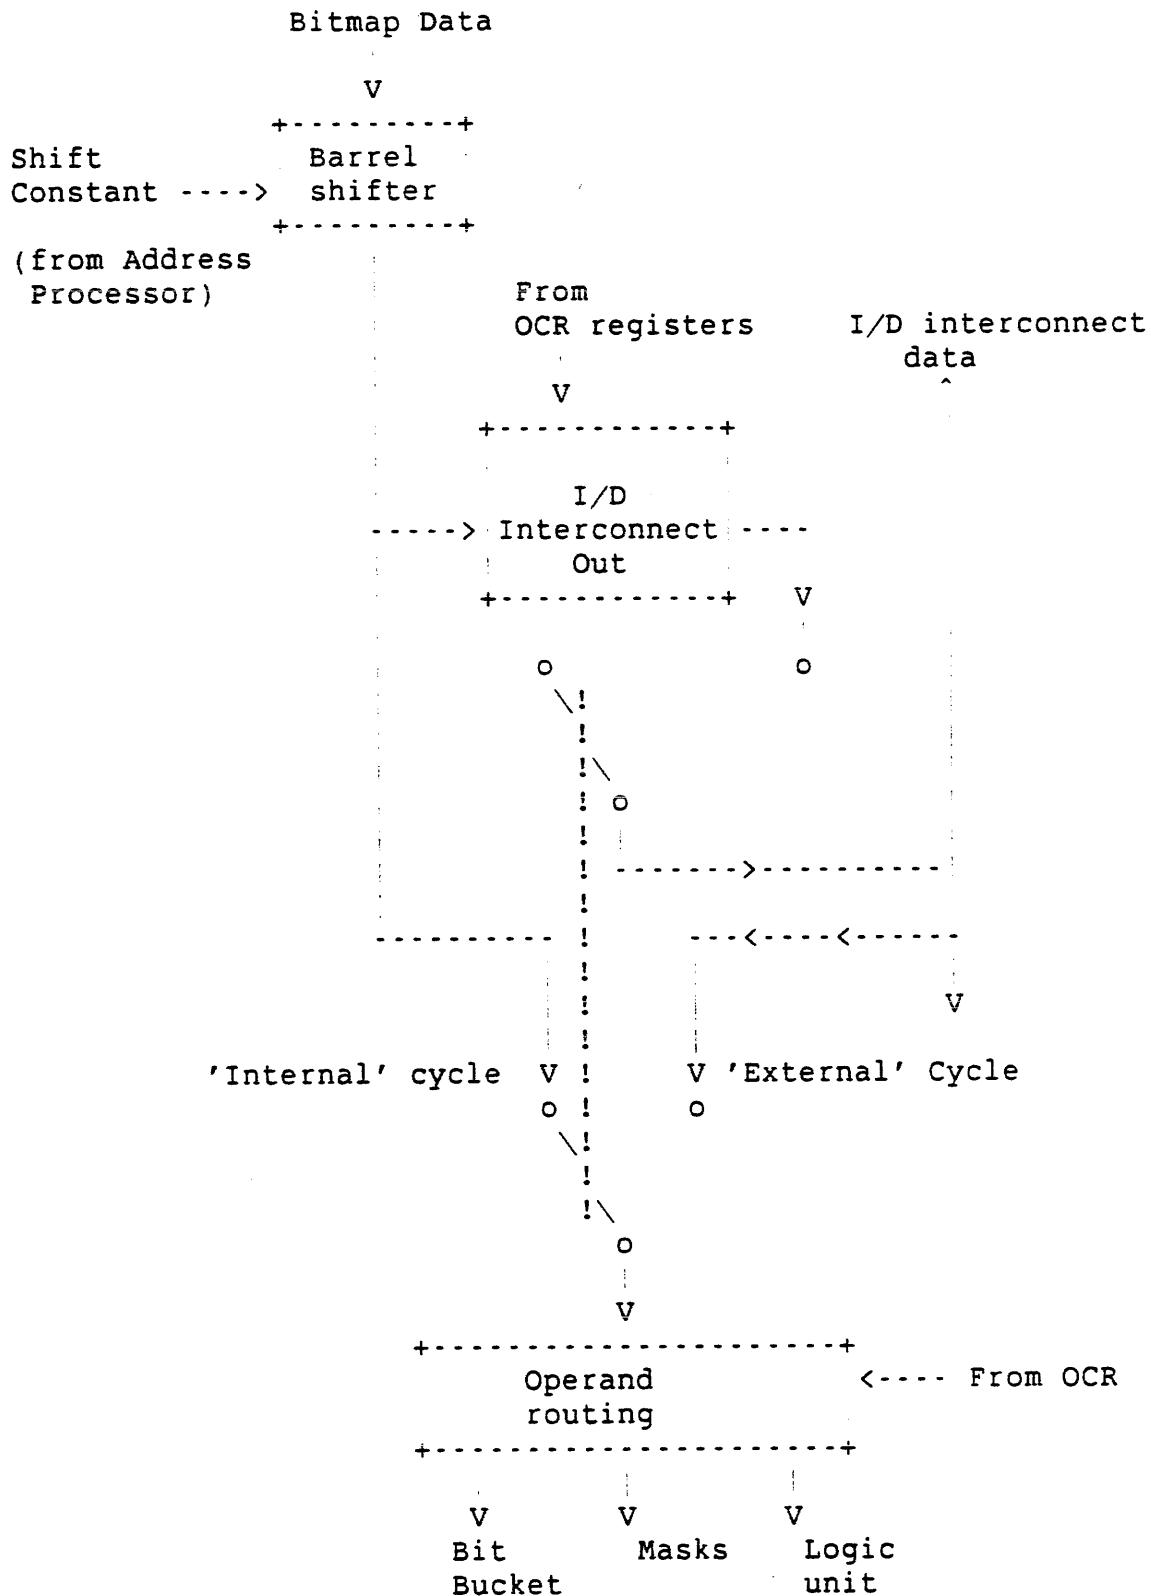 Bitmap Data
V
+---------+
Shift Barrel
Constant ----> shifter
+---------+
(from Address
Processor)
From
OCR registers I/D interconnect
data
^
V
+------------+
I/D
-----> Interconnect ----
Out
+------------+ V
o o
\!
!
!\
! o
!
! ------->----------
!
---------- ! ---<----<------
!
! V
!
'Internal' cycle V ! V 'External' Cycle
o ! o
\!
!
!\
o
V
+-----------------------+
Operand <---- From OCR
routing
+-----------------------+
V V V
Bit Masks Logic
Bucket unit